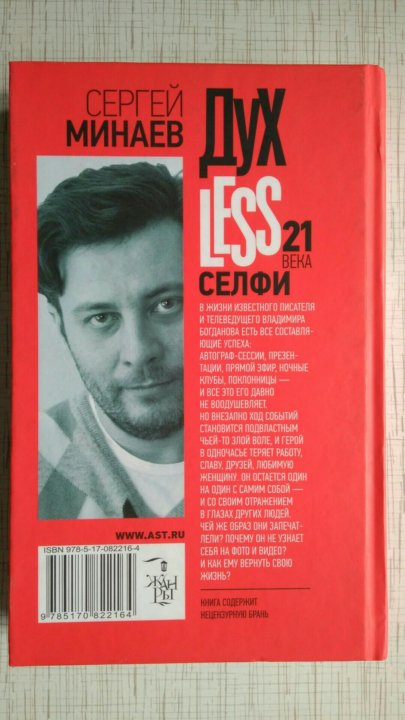 СЕРГЕЙ
МИНАЕВ
ДУХ
LESS 21
ВЕКА
СЕЛФИ
В ЖИЗНИ ИЗВЕСТНОГО ПИСАТЕЛЯ
И ТЕЛЕВЕДУЩЕГО ВЛАДИМИРА
БОГДАНОВА ЕСТЬ ВСЕ СОСТАВЛЯ-
ЮЩИЕ УСПЕХА:
АВТОГРАФ-СЕССИИ, ПРЕЗЕН-
ТАЦИИ, ПРЯМОЙ ЭФИР, НОЧНЫЕ
КЛУБЫ, ПОКЛОННИЦЫ —
И ВСЕ ЭТО ЕГО ДАВНО
НЕ ВООДУШЕВЛЯЕТ.
НО ВНЕЗАПНО ХОД СОБЫТИЙ
СТАНОВИТСЯ ПОДВЛАСТНЫМ
ЧЬЕЙ-ТО ЗЛОЙ ВОЛЕ, И ГЕРОЙ
В ОДНОЧАСЬЕ ТЕРЯЕТ РАБОТУ,
СЛАВУ, ДРУЗЕЙ, ЛЮБИМУЮ
ЖЕНЩИНУ. ОН ОСТАЕТСЯ ОДИН
НА ОДИН С САМИМ СОБОЙ —
И СО СВОИМ ОТРАЖЕНИЕМ
В ГЛАЗАХ ДРУГИХ ЛЮДЕЙ.
ЧЕЙ ЖЕ ОБРАЗ ОНИ ЗАПЕЧАТ-
ЛЕЛИ? ПОЧЕМУ ОН НЕ УЗНАЕТ
СЕБЯ НА ФОТО И ВИДЕО?
И КАК ЕМУ ВЕРНУТЬ СВОЮ
ЖИЗНЬ?
КНИГА СОДЕРЖИТ
НЕЦЕНЗУРНУЮ БРАНЬ
WWW.AST.RU
ISBN 978-5-17-082216-4
9 785170 822164
ЖАН
РЫ